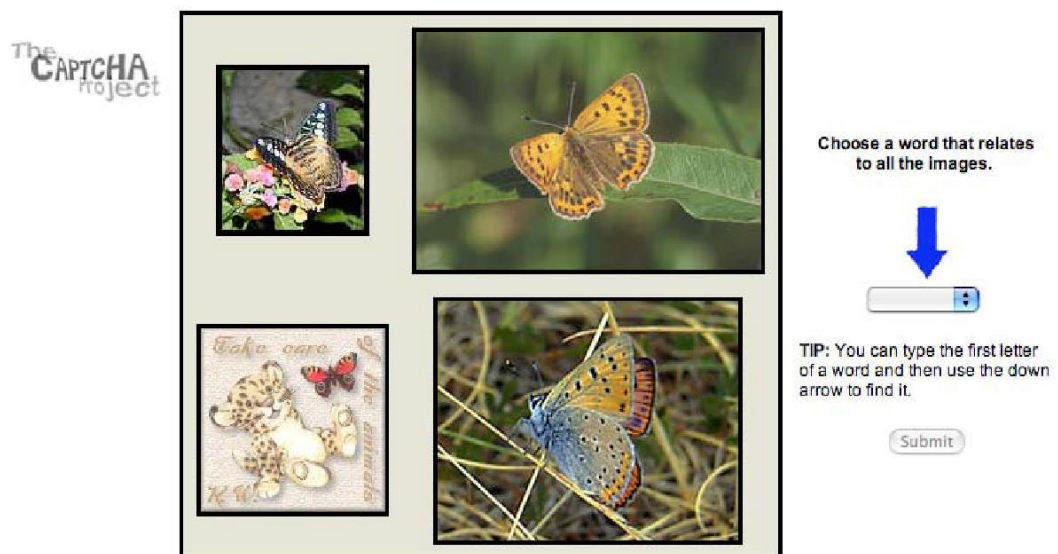 The
CAPTCHA
Project
Choose a word that relates
to all the images.
TIP: You can type the first letter
of a word and then use the down
arrow to find it.
Submit
Take care
of the animals
K.W.